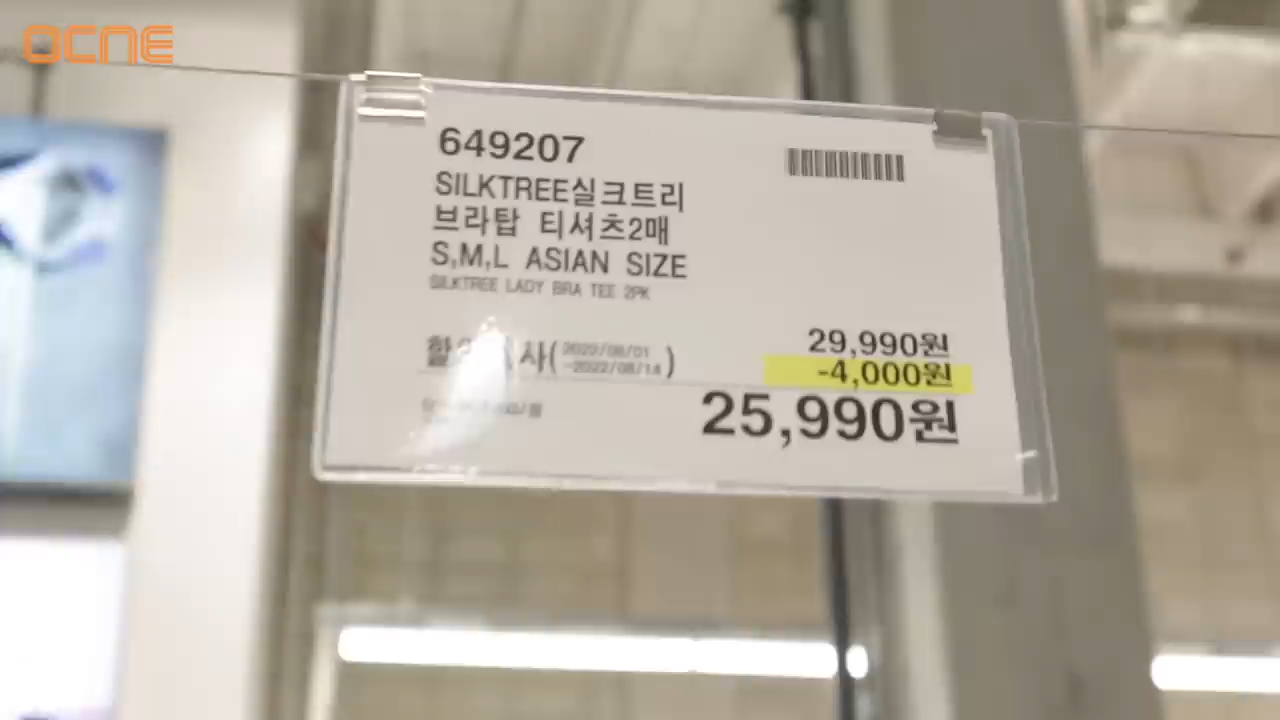 OCNE
649207
SILKTREE실크트리
브라탑 티셔츠2매
S,M,L ASIAN SIZE
SILKTREE LADY BRA TEE 2PK
29,990원
-4,000원
25,990원